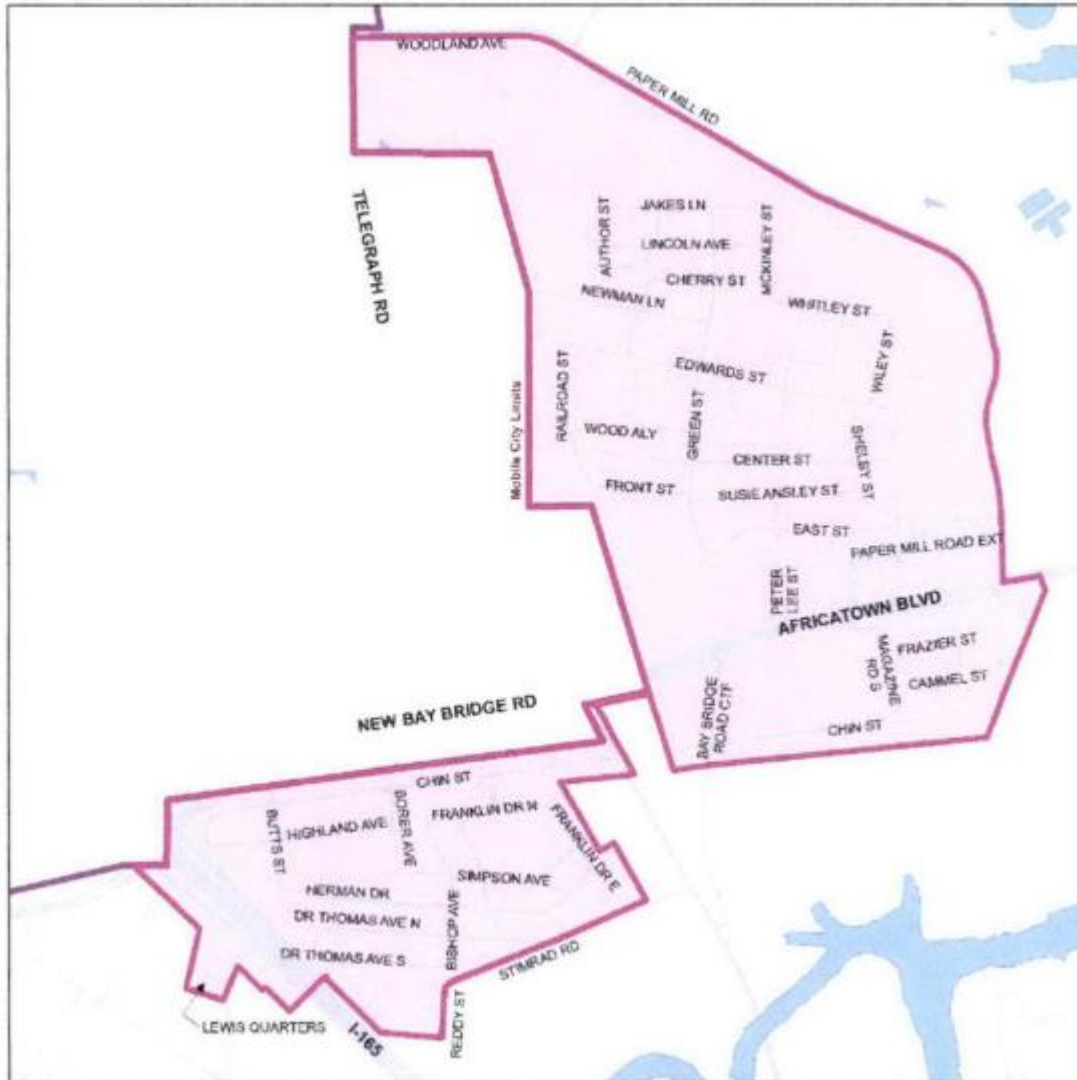 WOODLAND AVE
PAPER MILL RD
TELEGRAPH RD
AUTHOR ST
JAKES LN
MCKINLEY ST
LINCOLN AVE
CHERRY ST
NEWMAN LN
WHITLEY ST
WILEY ST
EDWARDS ST
RAILROAD ST
Mobile City Limits
GREEN ST
WOOD ALY
SHELBY ST
CENTER ST
FRONT ST
SUSIE ANSLEY ST
EAST ST
PAPER MILL ROAD EXT
PETER
LEE ST
AFRICATOWN BLVD
MAGAZINE
RD S
FRAZIER ST
CAMMEL ST
BAY BRIDGE
ROAD CTF
CHIN ST
NEW BAY BRIDGE RD
CHIN ST
BUTTS ST
HIGHLAND AVE
BORER AVE
FRANKLIN DR N
FRANKLIN DR E
SIMPSON AVE
HERMAN DR
DR THOMAS AVE N
BISHOP AVE
DR THOMAS AVE S
STIMRAD RD
REDDY ST
LEWIS QUARTERS
I-165